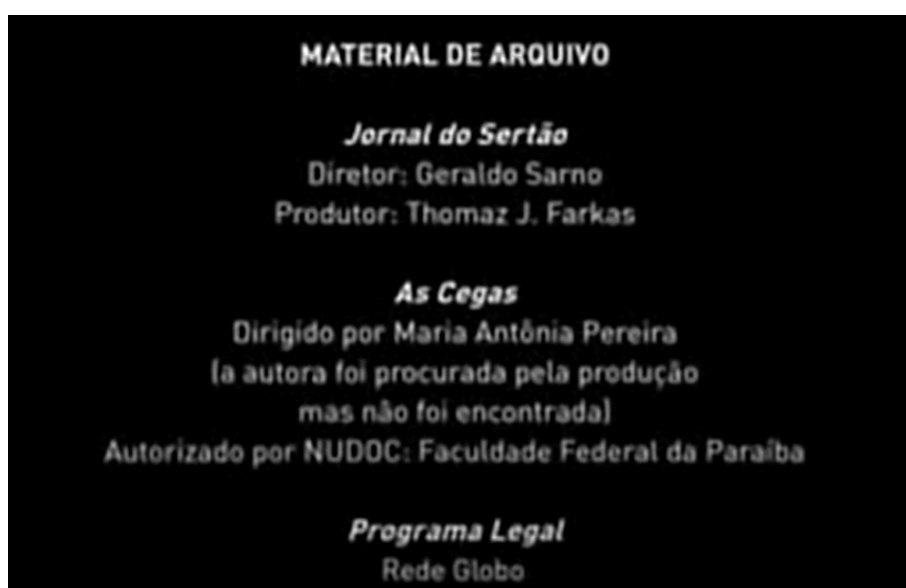 MATERIAL DE ARQUIVO
Jornal do Sertão
Diretor: Geraldo Sarno
Produtor: Thomaz J. Farkas
As Cegas
Dirigido por Maria Antônia Pereira
(a autora foi procurada pela produção
mas não foi encontrada)
Autorizado por NUDOC: Faculdade Federal da Paraíba
Programa Legal
Rede Globo